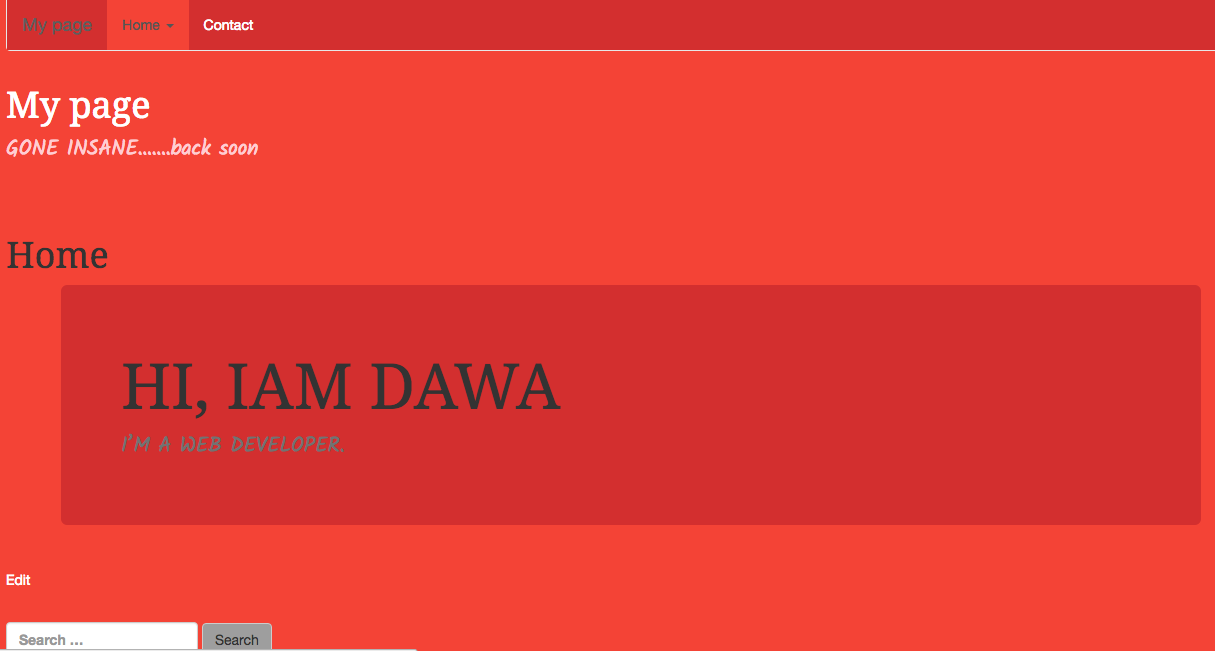 My page Home Contact
My page
GONE INSANE.......back soon
Home
HI, IAM DAWA
I'M A WEB DEVELOPER.
Edit
Search ... Search